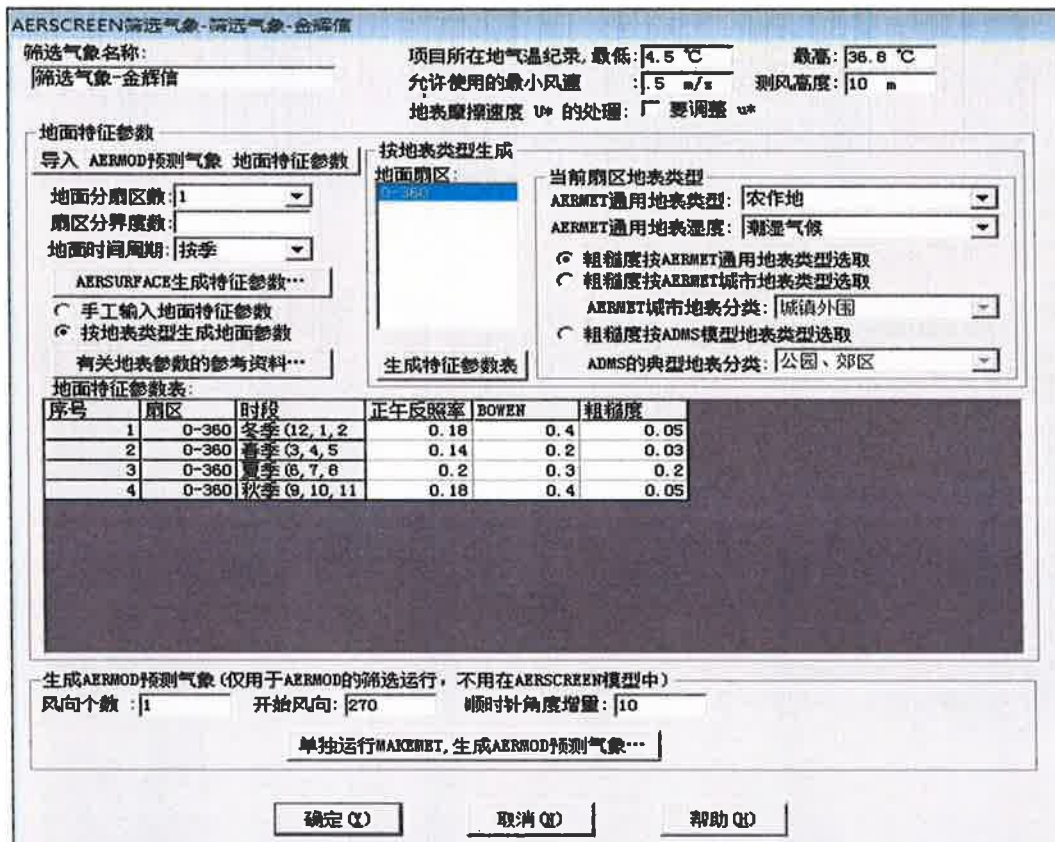 AERSCREEN筛选气象-筛选气象-金辉信
筛选气象名称:
筛选气象-金辉信
项目所在地气温纪录,最低: 4.5 ℃ 最高: 36.8 ℃
允许使用的最小风速 : .5 m/s 测风高度: 10 m
地表摩擦速度 U* 的处理: 要调整 u*
地面特征参数
导入 AERMOD预测气象 地面特征参数
地面分扇区数: 1
扇区分界度数:
地面时间周期: 按季
AERSURFACE生成特征参数…
手工输入地面特征参数
按地表类型生成地面参数
有关地表参数的参考资料…
按地表类型生成
地面扇区:
0-360
生成特征参数表
当前扇区地表类型
AERMET通用地表类型: 农作地
AERMET通用地表湿度: 潮湿气候
粗糙度按AERMET通用地表类型选取
粗糙度按AERMET城市地表类型选取
AERMET城市地表分类: 城镇外围
粗糙度按ADMS模型地表类型选取
ADMS的典型地表分类: 公园、郊区
地面特征参数表:
序号 扇区 时段 正午反照率 BOWEN 粗糙度
1 0-360 冬季(12,1,2 0.18 0.4 0.05
2 0-360 春季(3,4,5 0.14 0.2 0.03
3 0-360 夏季(6,7,8 0.2 0.3 0.2
4 0-360 秋季(9,10,11 0.18 0.4 0.05
生成AERMOD预测气象(仅用于AERMOD的筛选运行，不用在AERSCREEN模型中)
风向个数 : 1 开始风向: 270 顺时针角度增量: 10
单独运行MAKEMET,生成AERMOD预测气象…
确定(Y) 取消(N) 帮助(H)